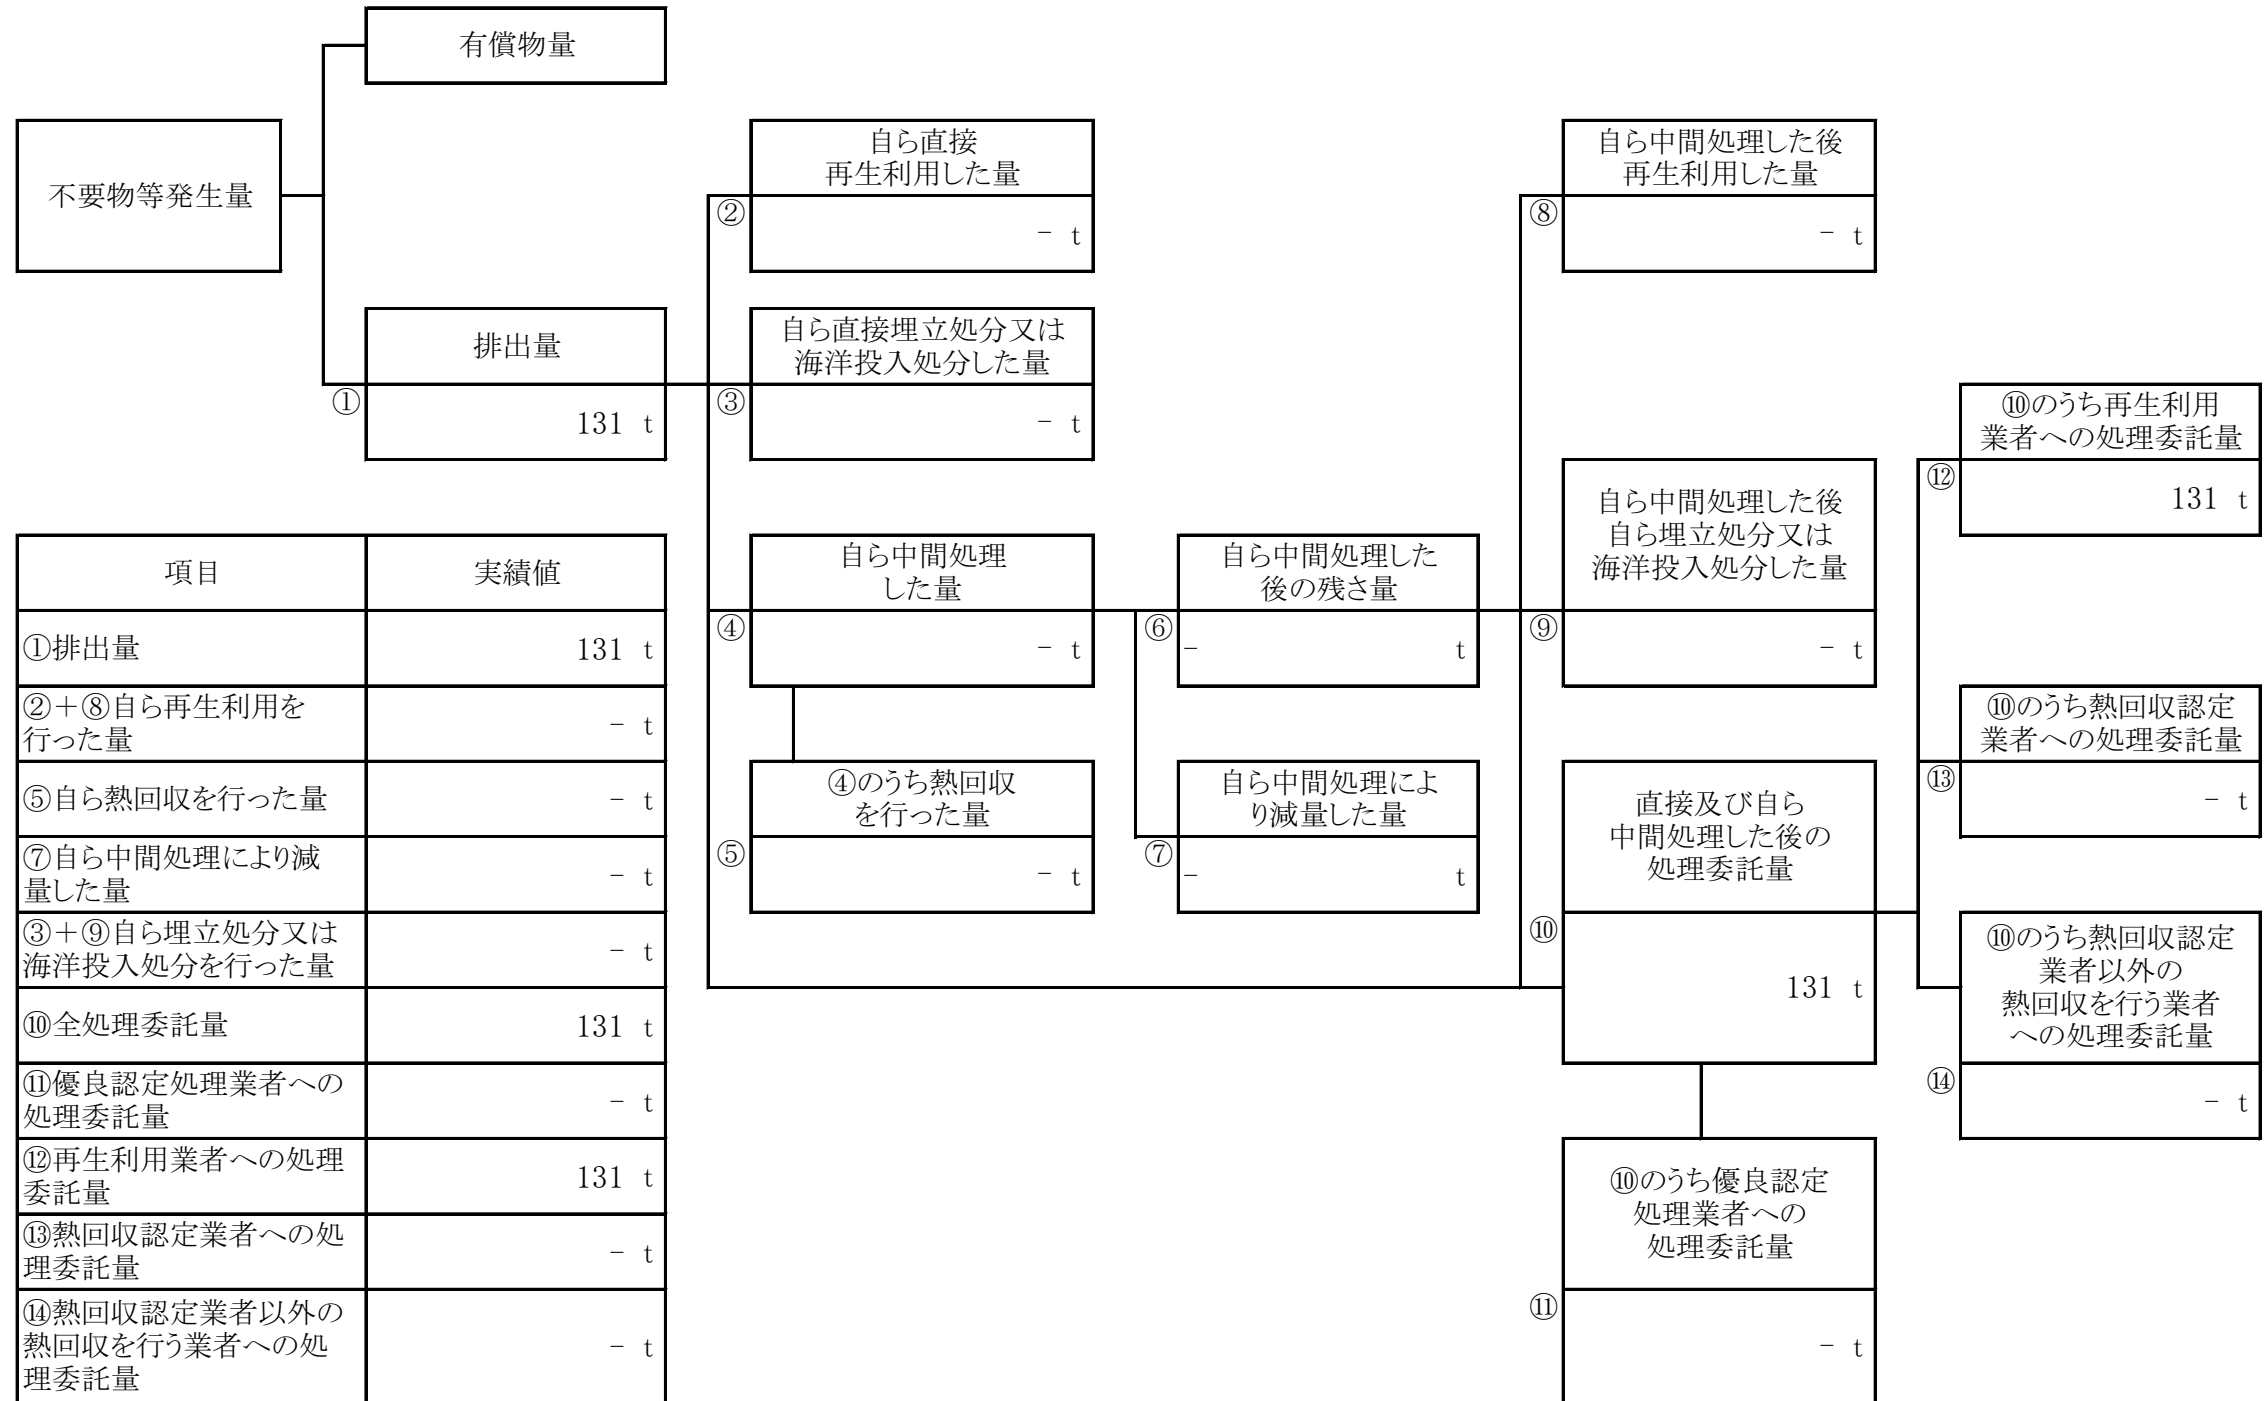 有償物量
不要物等発生量
排出量
①
131 t
自ら直接
再生利用した量
②
- t
自ら直接埋立処分又は
海洋投入処分した量
③
- t
自ら中間処理
した量
④
- t
④のうち熱回収
を行った量
⑤
- t
自ら中間処理した
後の残さ量
⑥
- t
自ら中間処理によ
り減量した量
⑦
- t
自ら中間処理した後
再生利用した量
⑧
- t
自ら中間処理した後
自ら埋立処分又は
海洋投入処分した量
⑨
- t
直接及び自ら
中間処理した後の
処理委託量
⑩
131 t
⑩のうち優良認定
処理業者への
処理委託量
⑪
- t
⑩のうち再生利用
業者への処理委託量
⑫
131 t
⑩のうち熱回収認定
業者への処理委託量
⑬
- t
⑩のうち熱回収認定
業者以外の
熱回収を行う業者
への処理委託量
⑭
- t
項目 実績値
①排出量 131 t
②+⑧自ら再生利用を
行った量 - t
⑤自ら熱回収を行った量 - t
⑦自ら中間処理により減
量した量 - t
③+⑨自ら埋立処分又は
海洋投入処分を行った量 - t
⑩全処理委託量 131 t
⑪優良認定処理業者への
処理委託量 - t
⑫再生利用業者への処理
委託量 131 t
⑬熱回収認定業者への処
理委託量 - t
⑭熱回収認定業者以外の
熱回収を行う業者への処
理委託量 - t